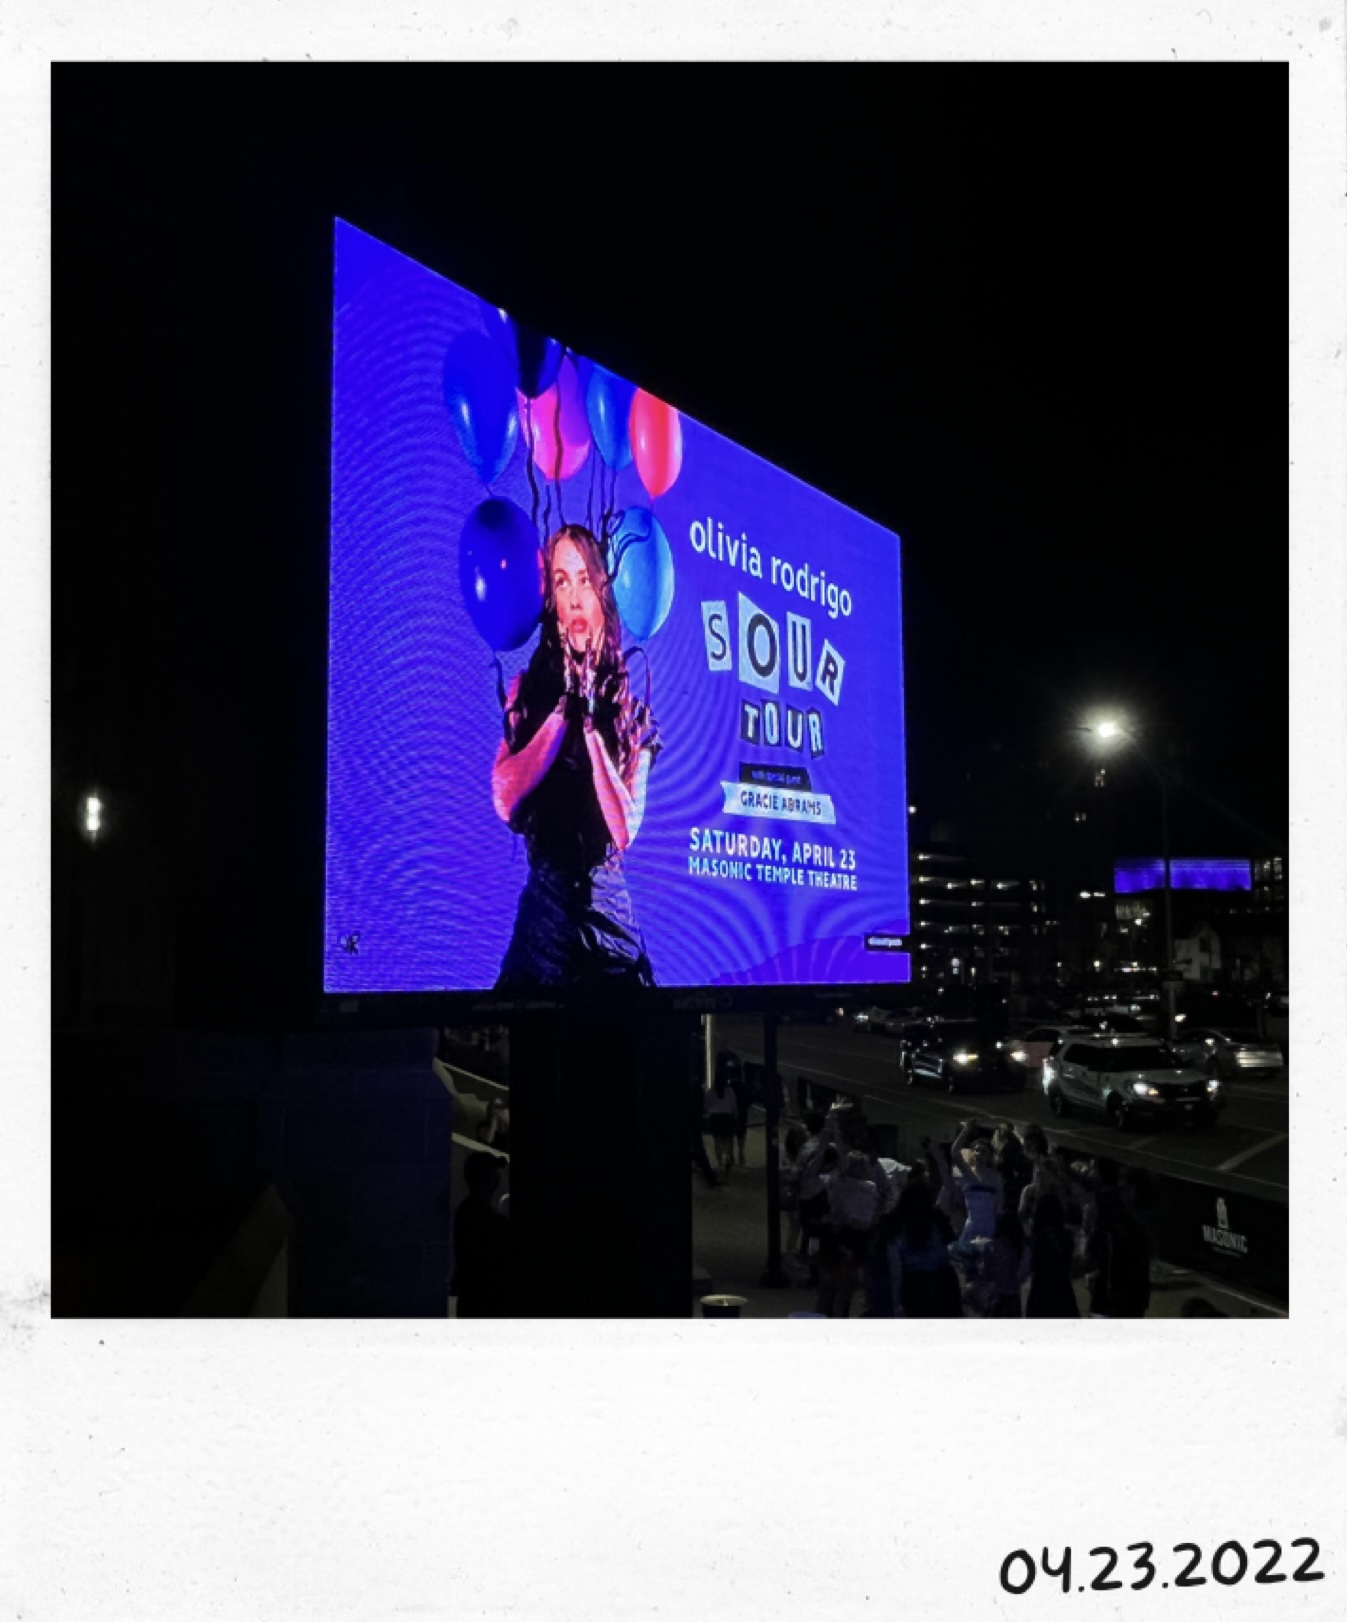 olivia rodrigo
SOUR
TOUR
with special guest
GRACIE ABRAMS
SATURDAY, APRIL 23
MASONIC TEMPLE THEATRE
MASONIC
04.23.2022